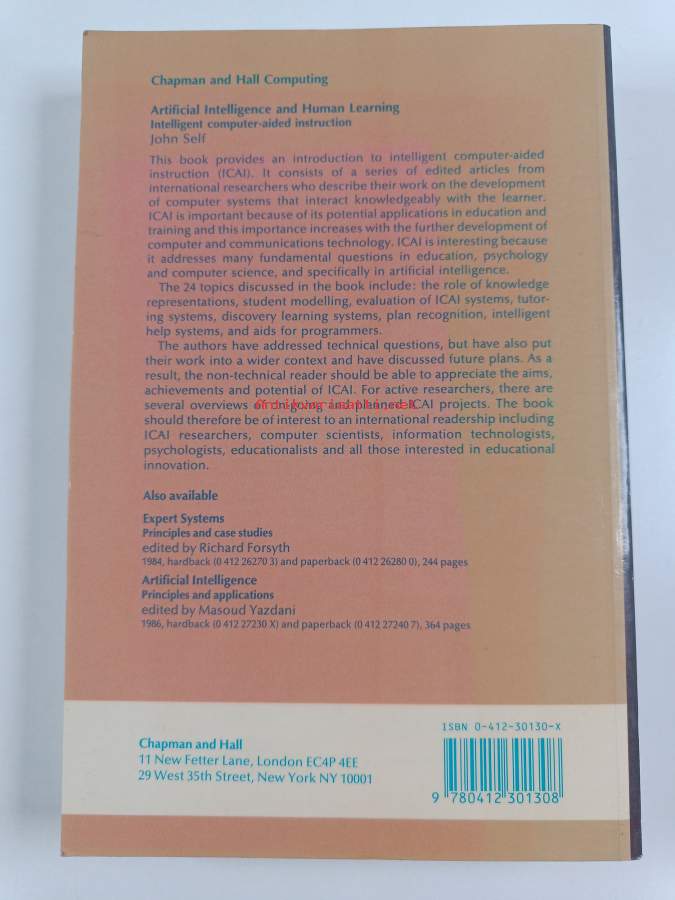 Chapman and Hall Computing
Artificial Intelligence and Human Learning
Intelligent computer-aided instruction
John Self
This book provides an introduction to intelligent computer-aided
instruction (ICAI). It consists of a series of edited articles from
international researchers who describe their work on the development
of computer systems that interact knowledgeably with the learner.
ICAI is important because of its potential applications in education and
training and this importance increases with the further development of
computer and communications technology. ICAI is interesting because
it addresses many fundamental questions in education, psychology
and computer science, and specifically in artificial intelligence.
The 24 topics discussed in the book include: the role of knowledge
representations, student modelling, evaluation of ICAI systems, tutor-
ing systems, discovery learning systems, plan recognition, intelligent
help systems, and aids for programmers.
The authors have addressed technical questions, but have also put
their work into a wider context and have discussed future plans. As a
result, the non-technical reader should be able to appreciate the aims,
achievements and potential of ICAI. For active researchers, there are
several overviews of ongoing and planned ICAI projects. The book
should therefore be of interest to an international readership including
ICAI researchers, computer scientists, information technologists,
psychologists, educationalists and all those interested in educational
innovation.
Also available
Expert Systems
Principles and case studies
edited by Richard Forsyth
1984, hardback (0 412 26270 3) and paperback (0 412 26280 0), 244 pages
Artificial Intelligence
Principles and applications
edited by Masoud Yazdani
1986, hardback (0 412 27230 X) and paperback (0 412 27240 7), 364 pages
Chapman and Hall
11 New Fetter Lane, London EC4P 4EE
29 West 35th Street, New York NY 10001
ISBN 0-412-30130-X
9 780412 301308